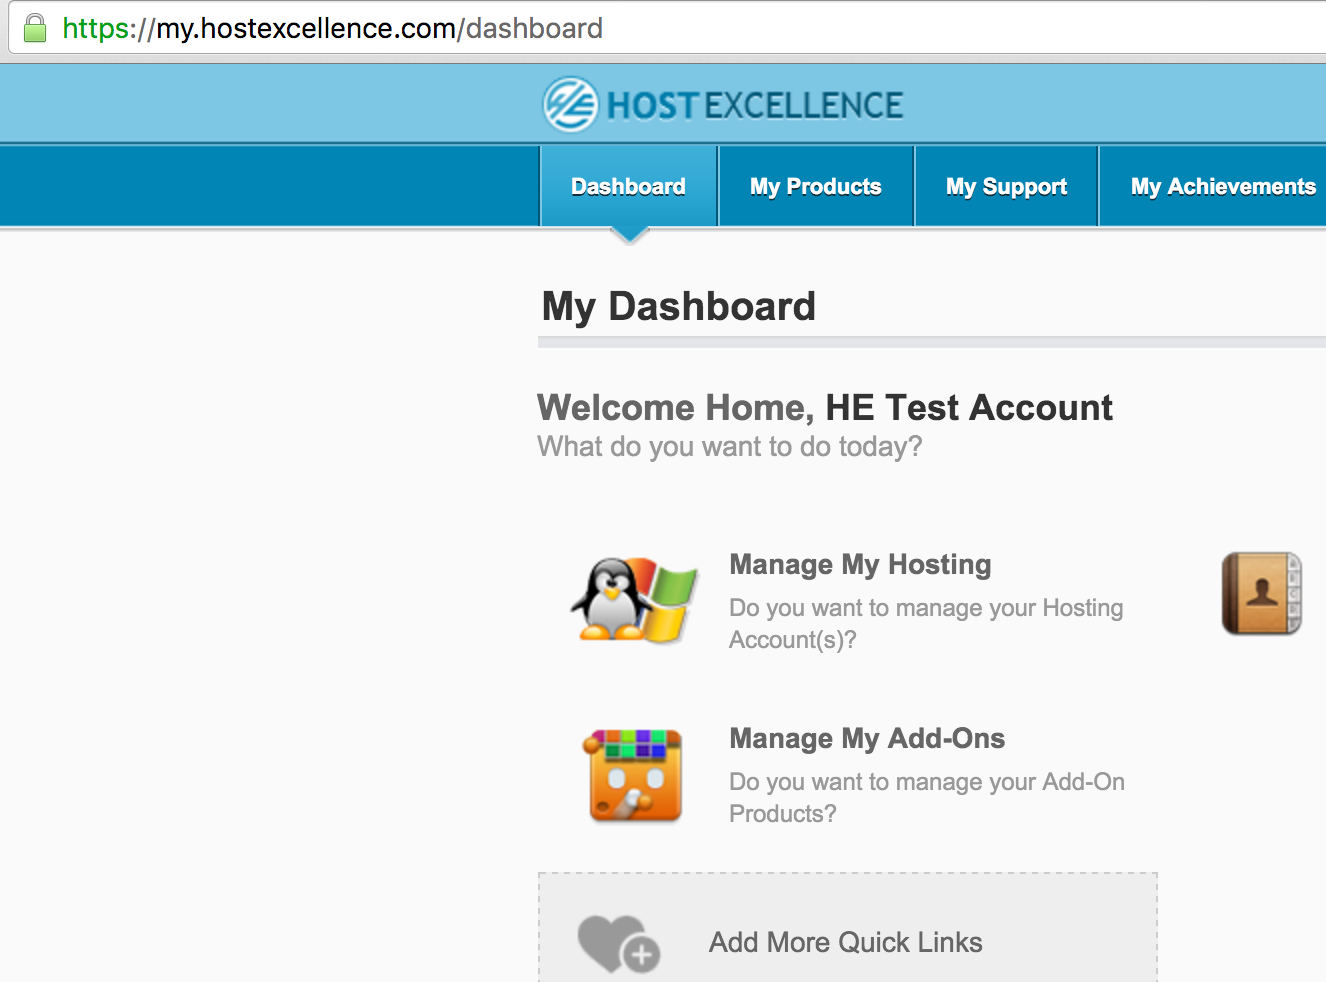 https://my.hostexcellence.com/dashboard
HOST EXCELLENCE
Dashboard
My Products
My Support
My Achievements
My Dashboard
Welcome Home, HE Test Account
What do you want to do today?
Manage My Hosting
Do you want to manage your Hosting
Account(s)?
Manage My Add-Ons
Do you want to manage your Add-On
Products?
Add More Quick Links